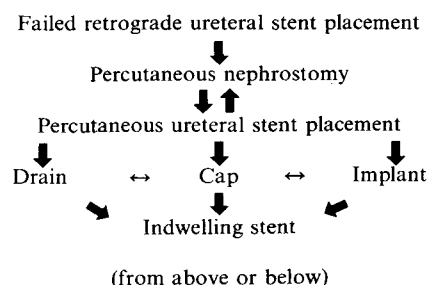 Failed retrograde ureteral stent placement
Percutaneous nephrostomy
Percutaneous ureteral stent placement
Drain ↔ Cap ↔ Implant
Indwelling stent
(from above or below)